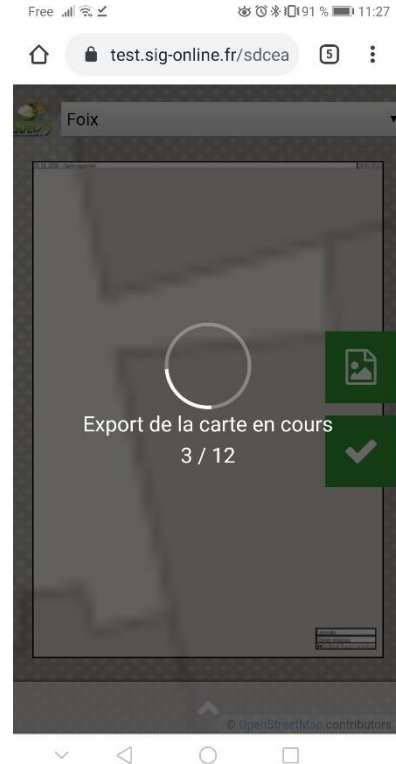 Free 91 % 11:27
test.sig-online.fr/sdcea 5
Foix
Export de la carte en cours
3 / 12
© OpenStreetMap contributors.